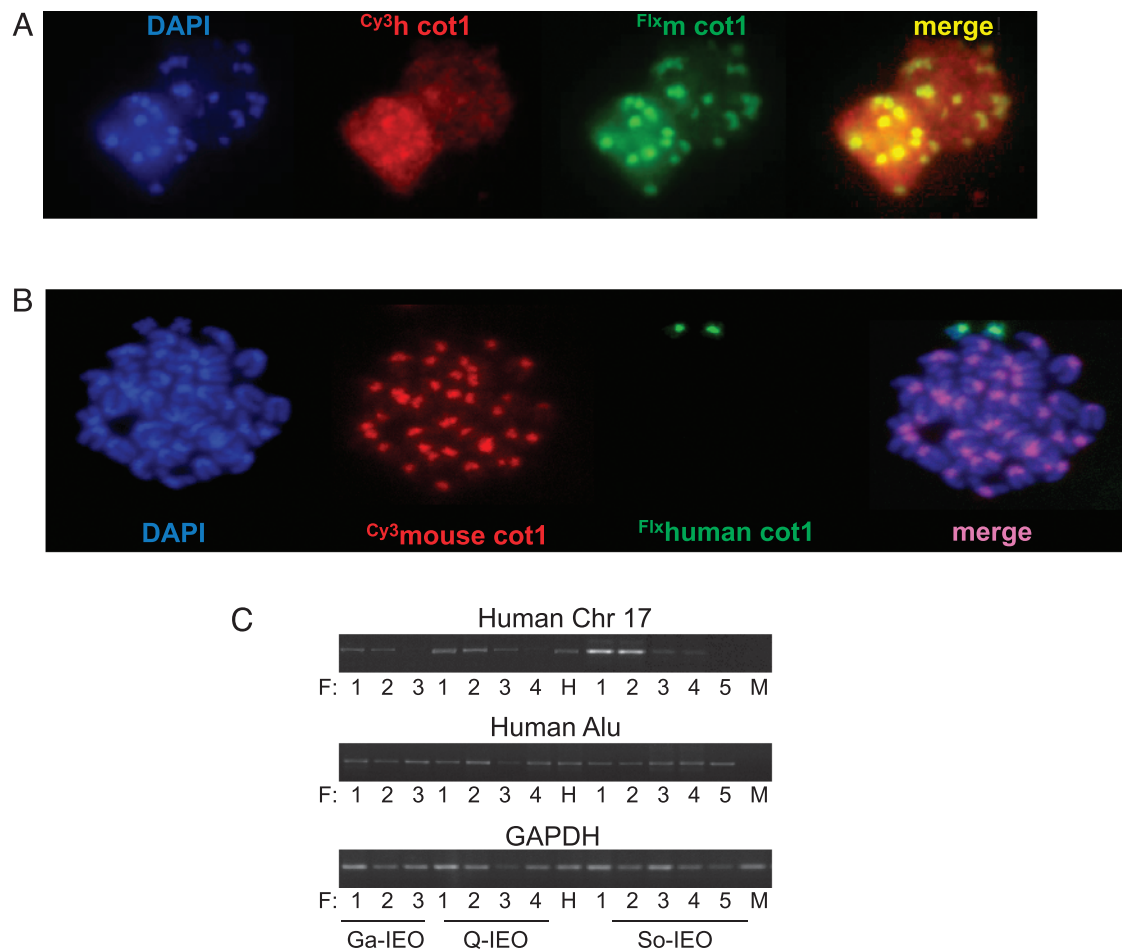 A
DAPI
Cy3h cot1
Flxm cot1
merge
B
DAPI
Cy3mouse cot1
Flxhuman cot1
merge
C
Human Chr 17
F: 1 2 3 1 2 3 4 H 1 2 3 4 5 M
Human Alu
F: 1 2 3 1 2 3 4 H 1 2 3 4 5 M
GAPDH
F: 1 2 3 1 2 3 4 H 1 2 3 4 5 M
Ga-IEO Q-IEO So-IEO